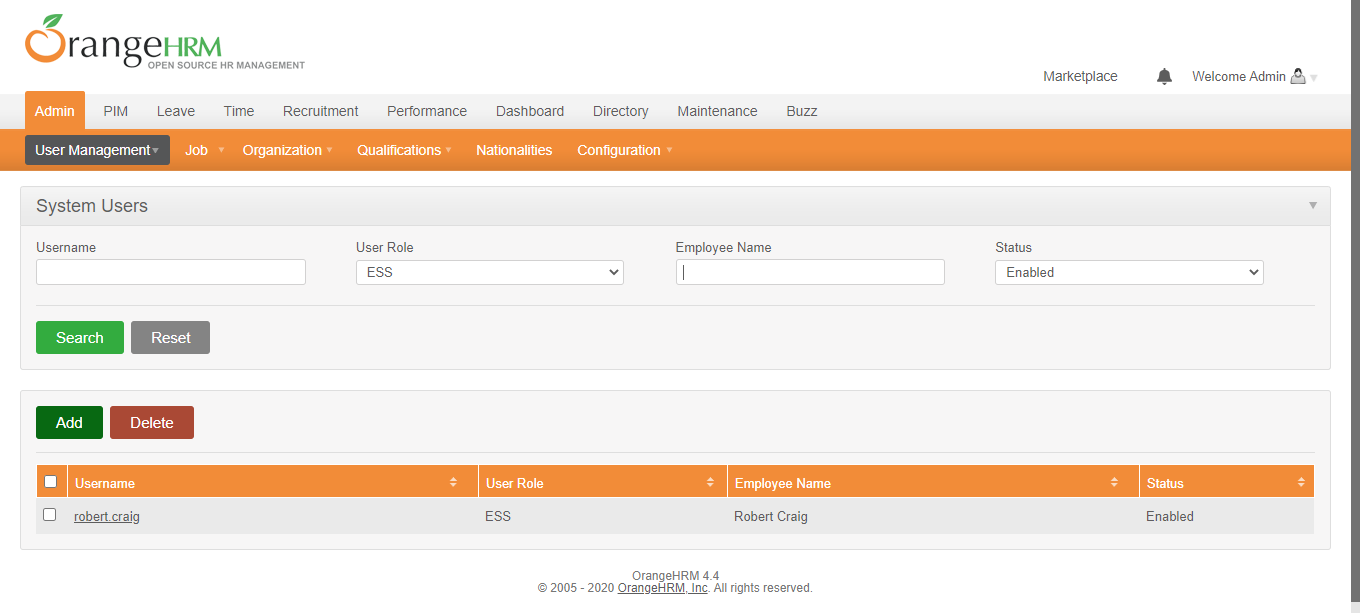 OrangeHRM
OPEN SOURCE HR MANAGEMENT
Marketplace Welcome Admin
Admin PIM Leave Time Recruitment Performance Dashboard Directory Maintenance Buzz
User Management Job Organization Qualifications Nationalities Configuration
System Users
Username User Role Employee Name Status
ESS Enabled
Search Reset
Add Delete
Username User Role Employee Name Status
robert.craig ESS Robert Craig Enabled
OrangeHRM 4.4
© 2005 - 2020 OrangeHRM, Inc. All rights reserved.